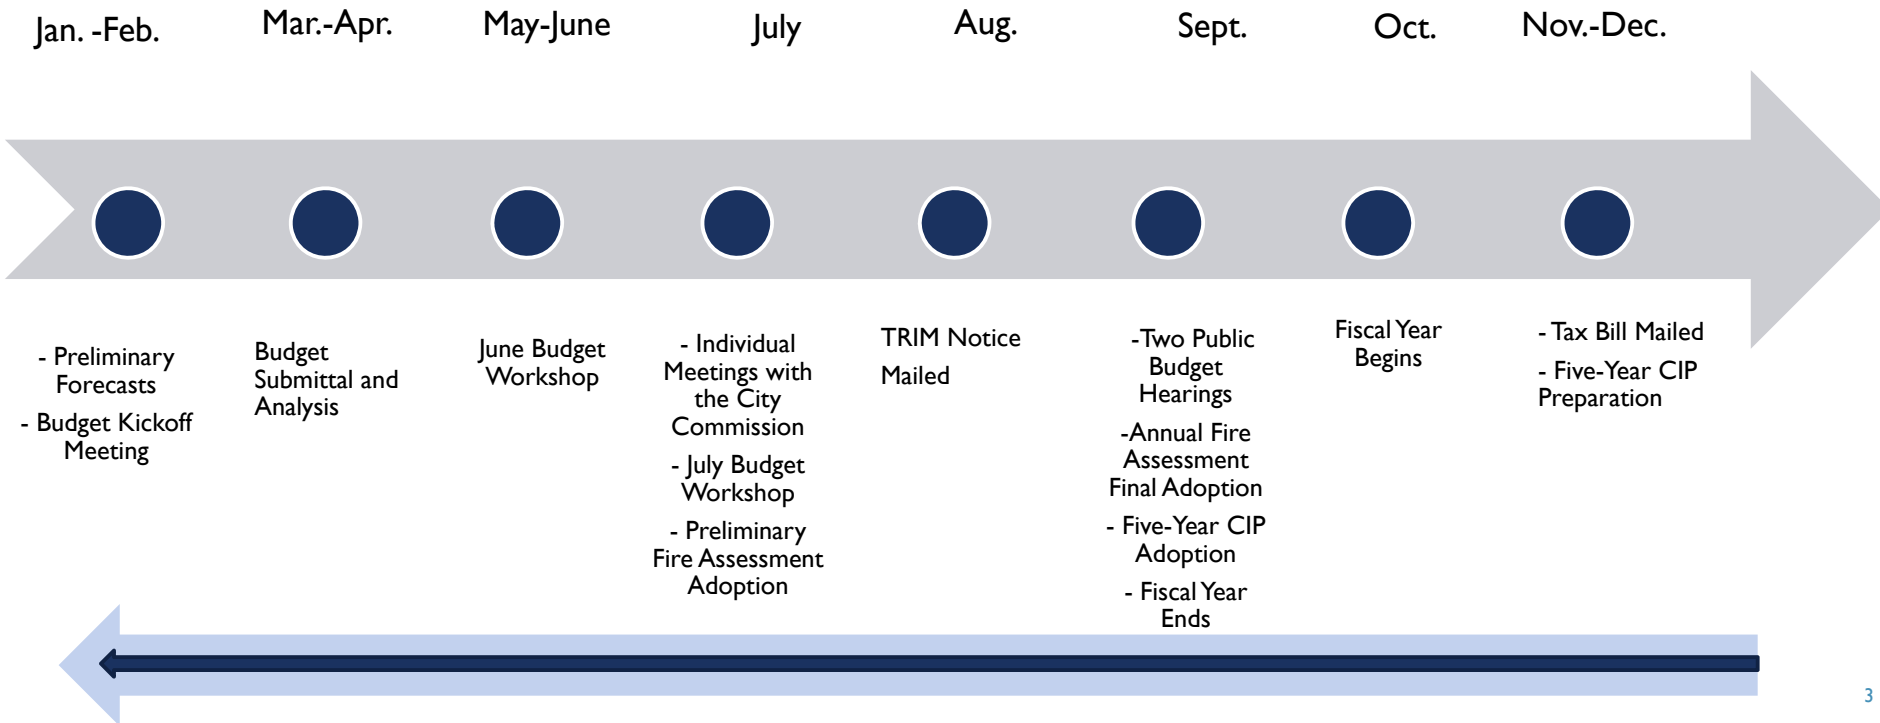 Jan. -Feb.
Mar.-Apr.
May-June
July
Aug.
Sept.
Oct.
Nov.-Dec.
- Preliminary
Forecasts
- Budget Kickoff
Meeting
Budget
Submittal and
Analysis
June Budget
Workshop
- Individual
Meetings with
the City
Commission
- July Budget
Workshop
- Preliminary
Fire Assessment
Adoption
TRIM Notice
Mailed
-Two Public
Budget
Hearings
-Annual Fire
Assessment
Final Adoption
- Five-Year CIP
Adoption
- Fiscal Year
Ends
Fiscal Year
Begins
- Tax Bill Mailed
- Five-Year CIP
Preparation
3